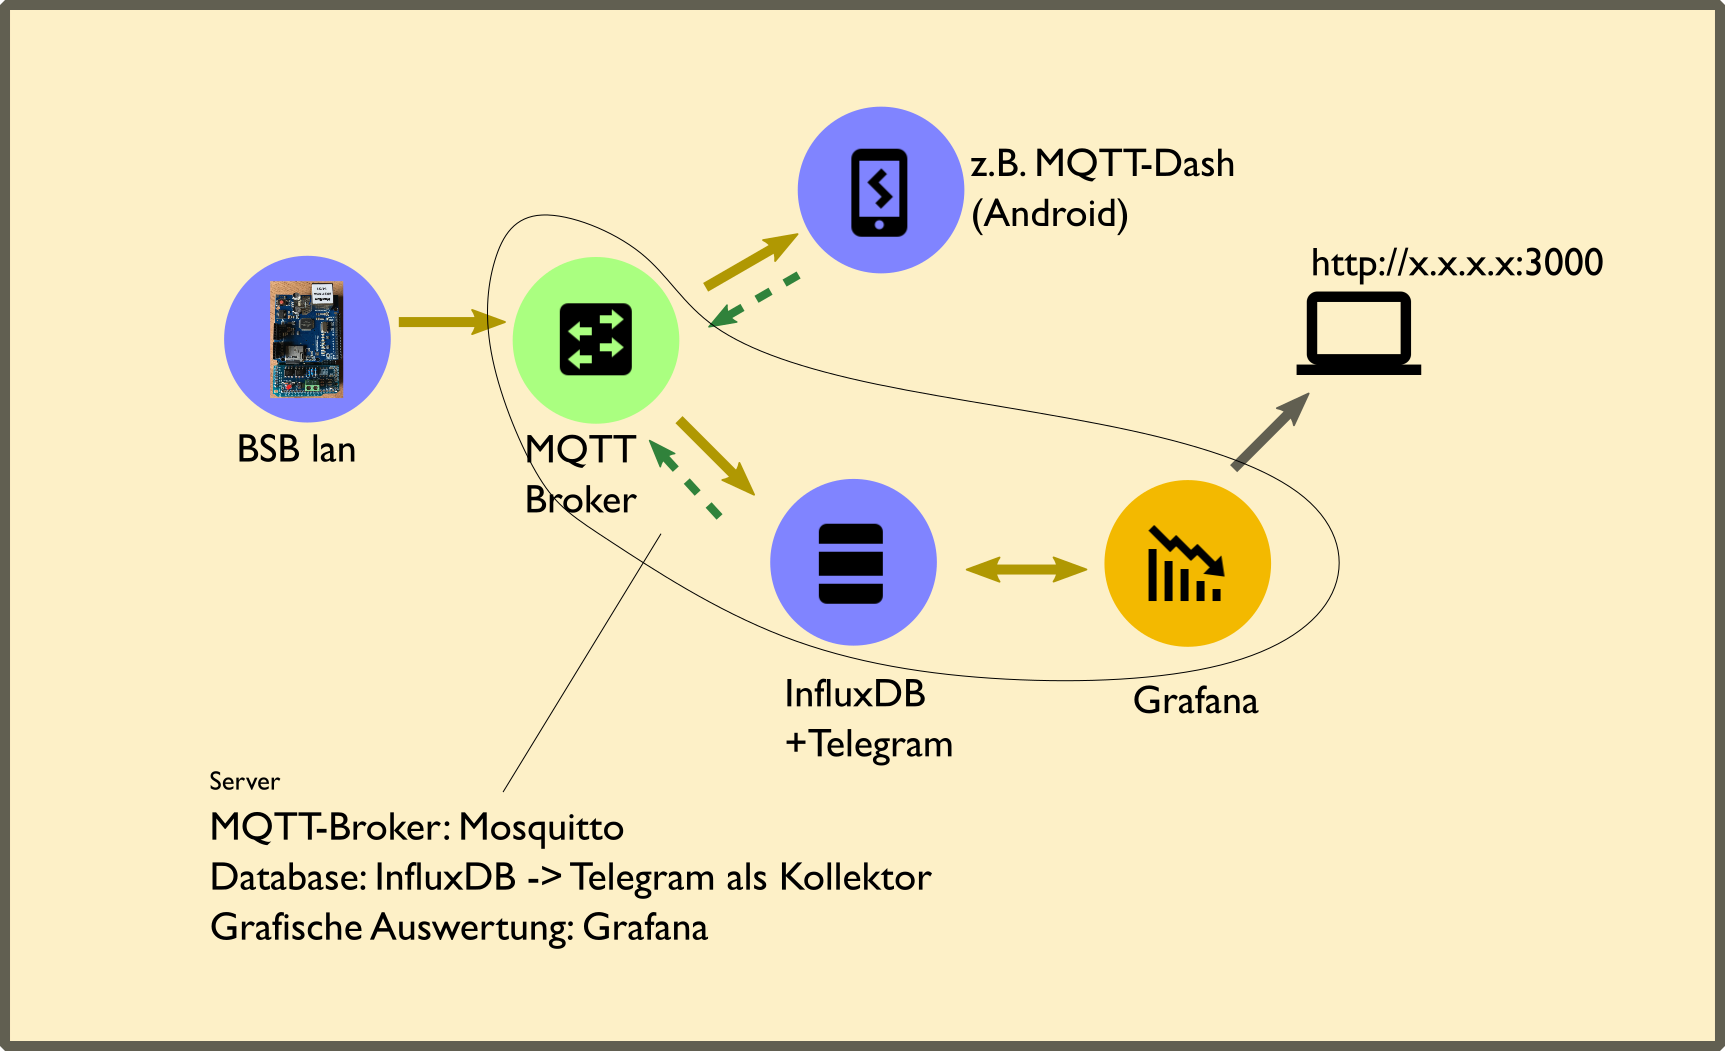 z.B. MQTT-Dash
(Android)
http://x.x.x.x:3000
BSB lan
MQTT
Broker
InfluxDB
+Telegram
Grafana
Server
MQTT-Broker: Mosquitto
Database: InfluxDB -> Telegram als Kollektor
Grafische Auswertung: Grafana